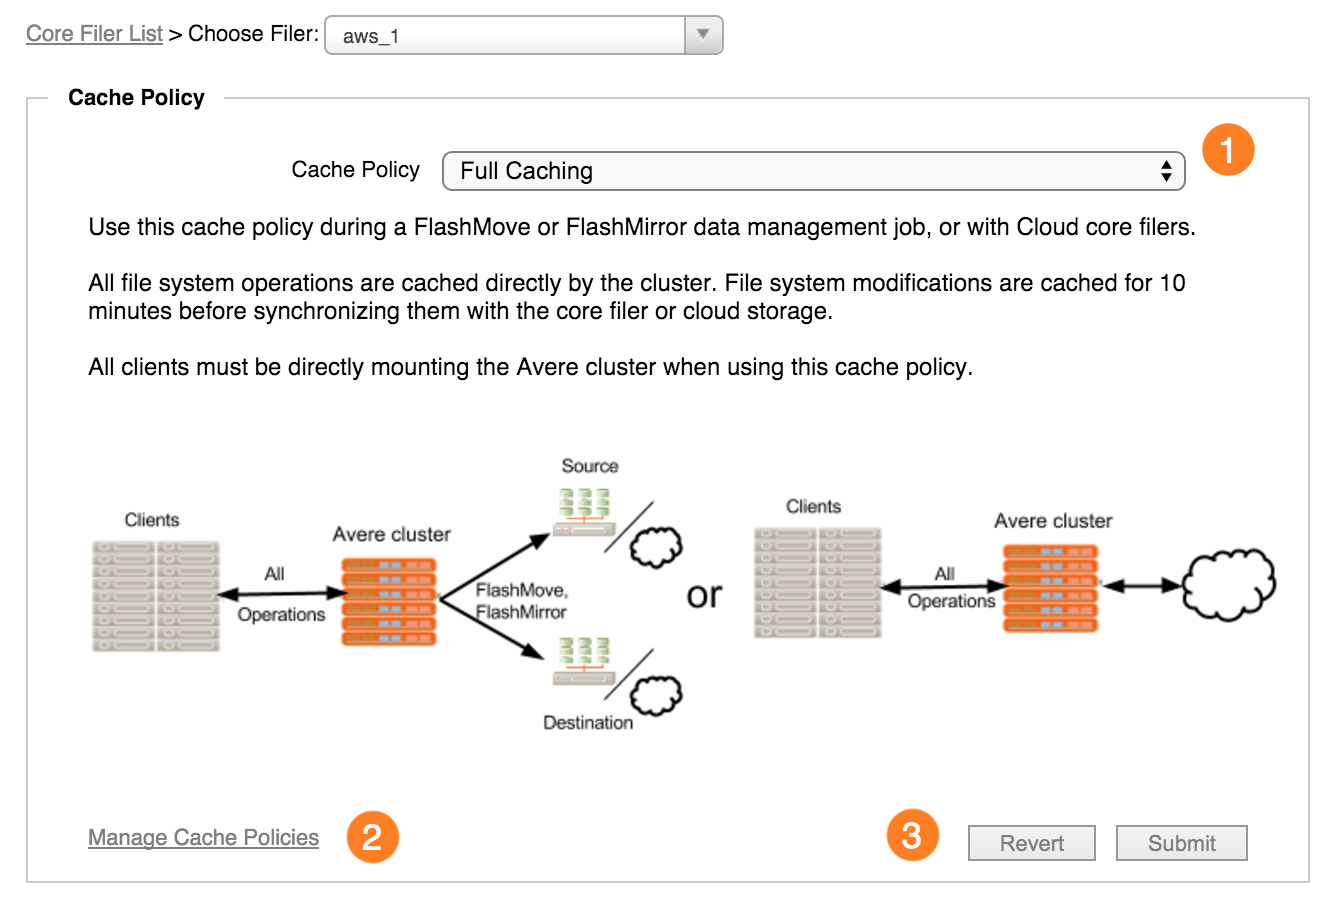 Core Filer List > Choose Filer: aws_1
Cache Policy
Cache Policy Full Caching 1
Use this cache policy during a FlashMove or FlashMirror data management job, or with Cloud core filers.
All file system operations are cached directly by the cluster. File system modifications are cached for 10
minutes before synchronizing them with the core filer or cloud storage.
All clients must be directly mounting the Avere cluster when using this cache policy.
Source
Clients
Avere cluster
All
Operations
FlashMove,
FlashMirror
Destination
or
Clients
Avere cluster
All
Operations
Manage Cache Policies 2
3 Revert Submit